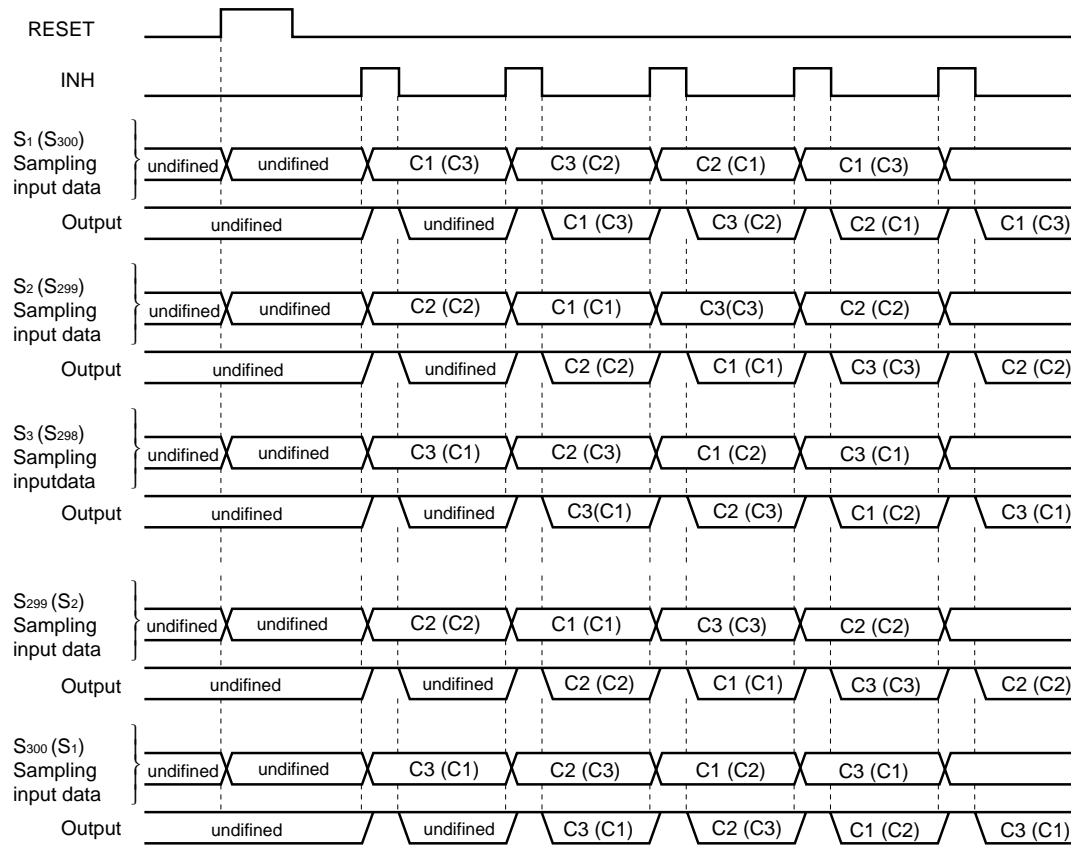 RESET
INH
S1 (S300)
Sampling
input data
undifined undifined C1 (C3) C3 (C2) C2 (C1) C1 (C3)
Output undifined undifined C1 (C3) C3 (C2) C2 (C1) C1 (C3)
S2 (S299)
Sampling
input data
undifined undifined C2 (C2) C1 (C1) C3(C3) C2 (C2)
Output undifined undifined C2 (C2) C1 (C1) C3 (C3) C2 (C2)
S3 (S298)
Sampling
inputdata
undifined undifined C3 (C1) C2 (C3) C1 (C2) C3 (C1)
Output undifined undifined C3(C1) C2 (C3) C1 (C2) C3 (C1)
S299 (S2)
Sampling
input data
undifined undifined C2 (C2) C1 (C1) C3 (C3) C2 (C2)
Output undifined undifined C2 (C2) C1 (C1) C3 (C3) C2 (C2)
S300 (S1)
Sampling
input data
undifined undifined C3 (C1) C2 (C3) C1 (C2) C3 (C1)
Output undifined undifined C3 (C1) C2 (C3) C1 (C2) C3 (C1)